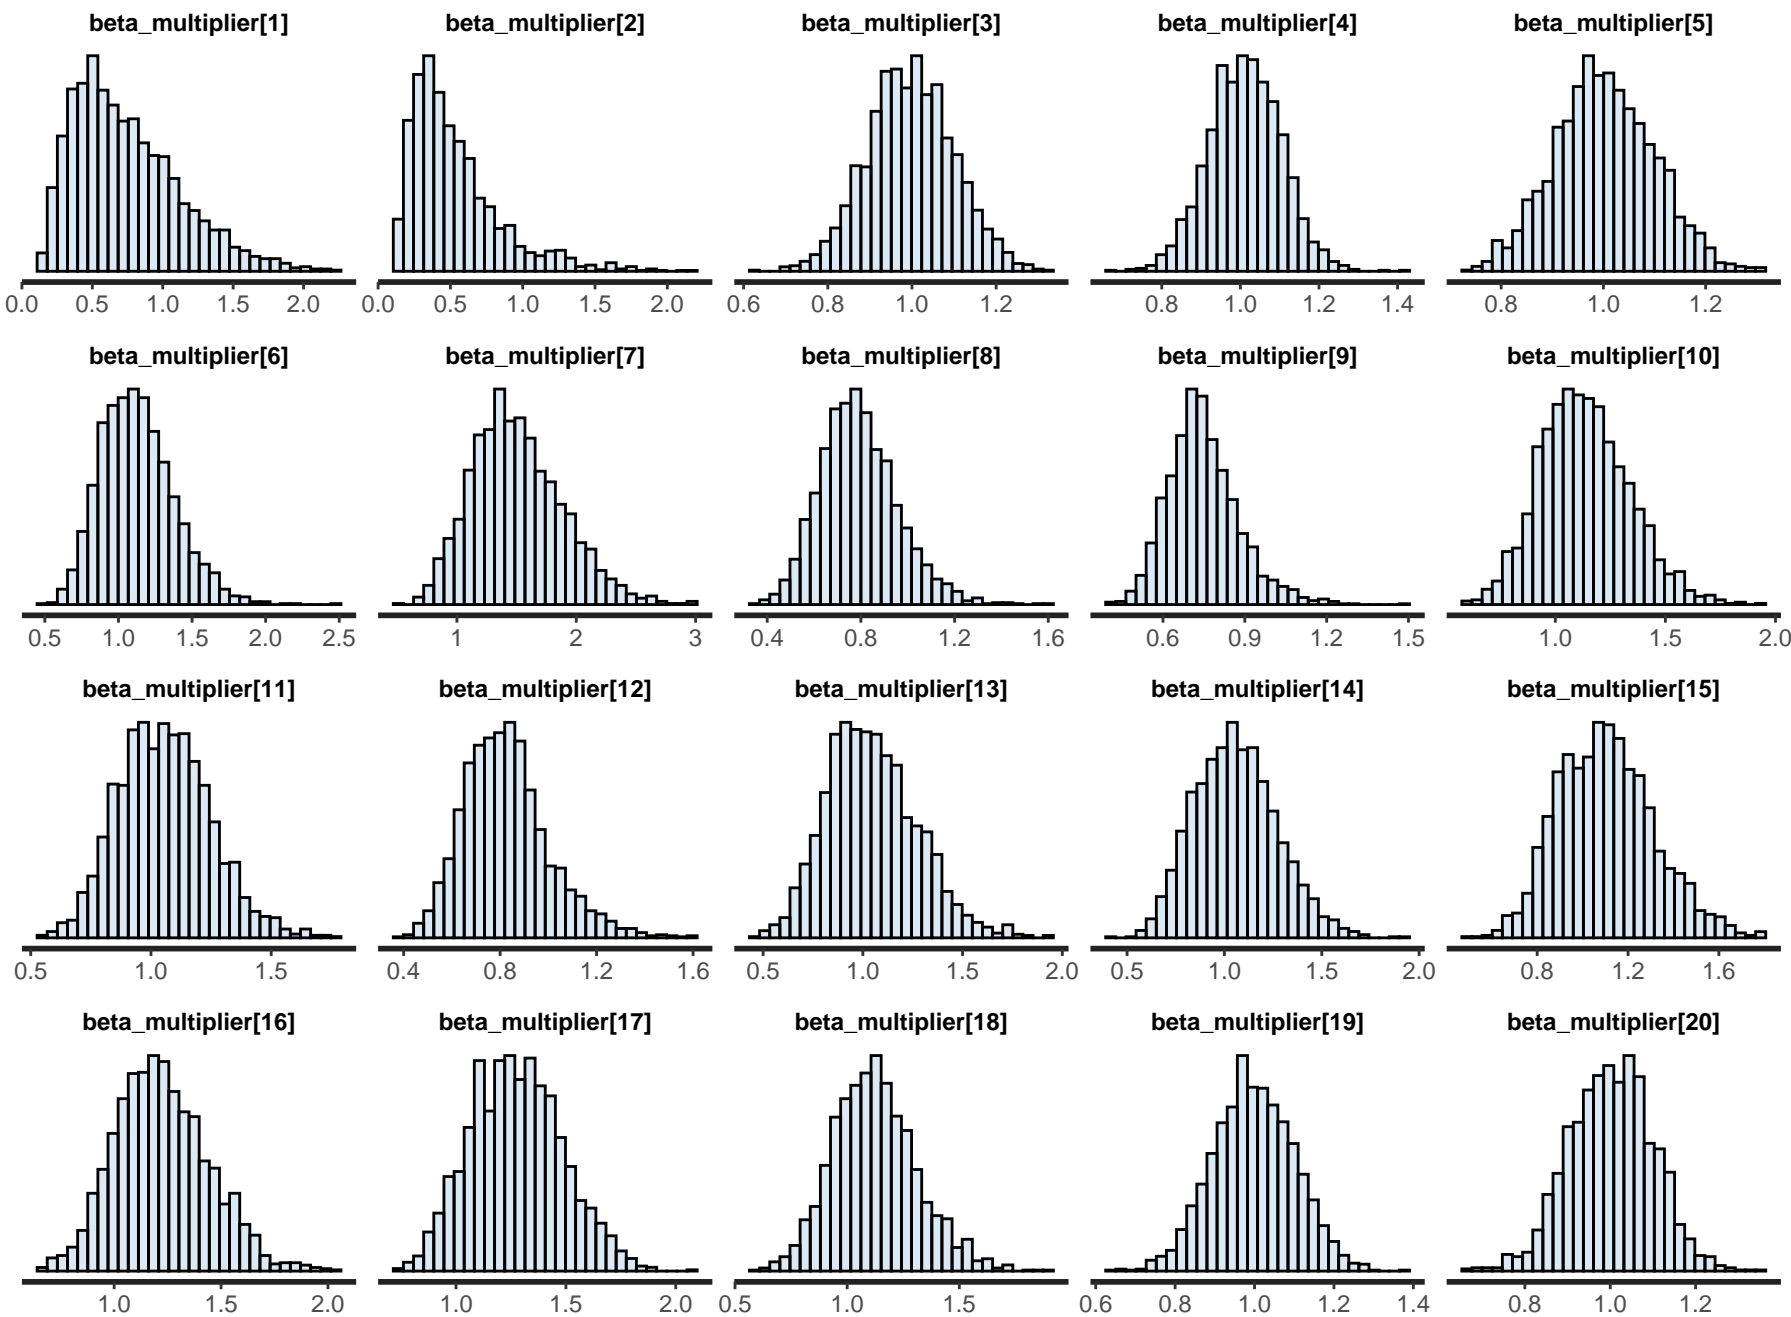 beta_multiplier[1] beta_multiplier[2] beta_multiplier[3] beta_multiplier[4] beta_multiplier[5]
0.0 0.5 1.0 1.5 2.0 0.0 0.5 1.0 1.5 2.0 0.6 0.8 1.0 1.2 0.8 1.0 1.2 1.4 0.8 1.0 1.2
beta_multiplier[6] beta_multiplier[7] beta_multiplier[8] beta_multiplier[9] beta_multiplier[10]
0.5 1.0 1.5 2.0 2.5 1 2 3 0.4 0.8 1.2 1.6 0.6 0.9 1.2 1.5 1.0 1.5 2.0
beta_multiplier[11] beta_multiplier[12] beta_multiplier[13] beta_multiplier[14] beta_multiplier[15]
0.5 1.0 1.5 0.4 0.8 1.2 1.6 0.5 1.0 1.5 2.0 0.5 1.0 1.5 2.0 0.8 1.2 1.6
beta_multiplier[16] beta_multiplier[17] beta_multiplier[18] beta_multiplier[19] beta_multiplier[20]
1.0 1.5 2.0 1.0 1.5 2.0 0.5 1.0 1.5 0.6 0.8 1.0 1.2 1.4 0.8 1.0 1.2